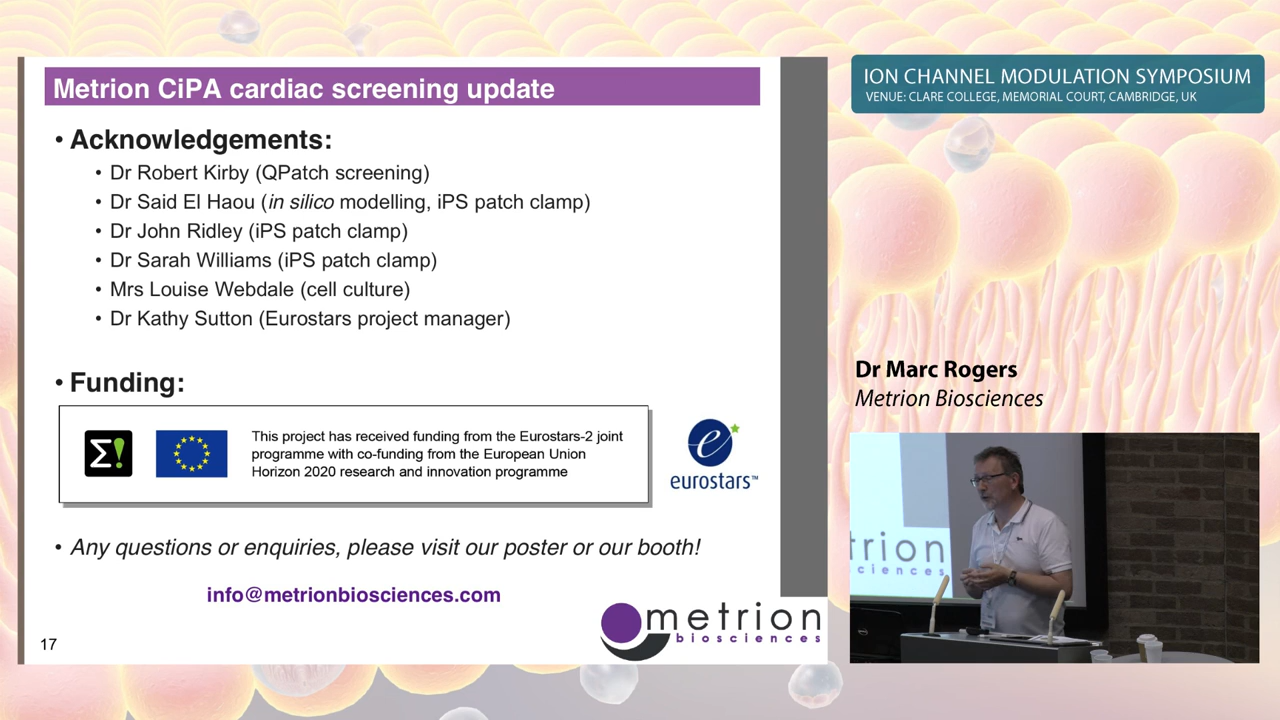 Metrion CiPA cardiac screening update
• Acknowledgements:
• Dr Robert Kirby (QPatch screening)
• Dr Said El Haou (in silico modelling, iPS patch clamp)
• Dr John Ridley (iPS patch clamp)
• Dr Sarah Williams (iPS patch clamp)
• Mrs Louise Webdale (cell culture)
• Dr Kathy Sutton (Eurostars project manager)
• Funding:
Σ!
This project has received funding from the Eurostars-2 joint
programme with co-funding from the European Union
Horizon 2020 research and innovation programme
e
eurostars™
• Any questions or enquiries, please visit our poster or our booth!
info@metrionbiosciences.com
metrion
biosciences
17
ION CHANNEL MODULATION SYMPOSIUM
VENUE: CLARE COLLEGE, MEMORIAL COURT, CAMBRIDGE, UK
Dr Marc Rogers
Metrion Biosciences
trion
ciences